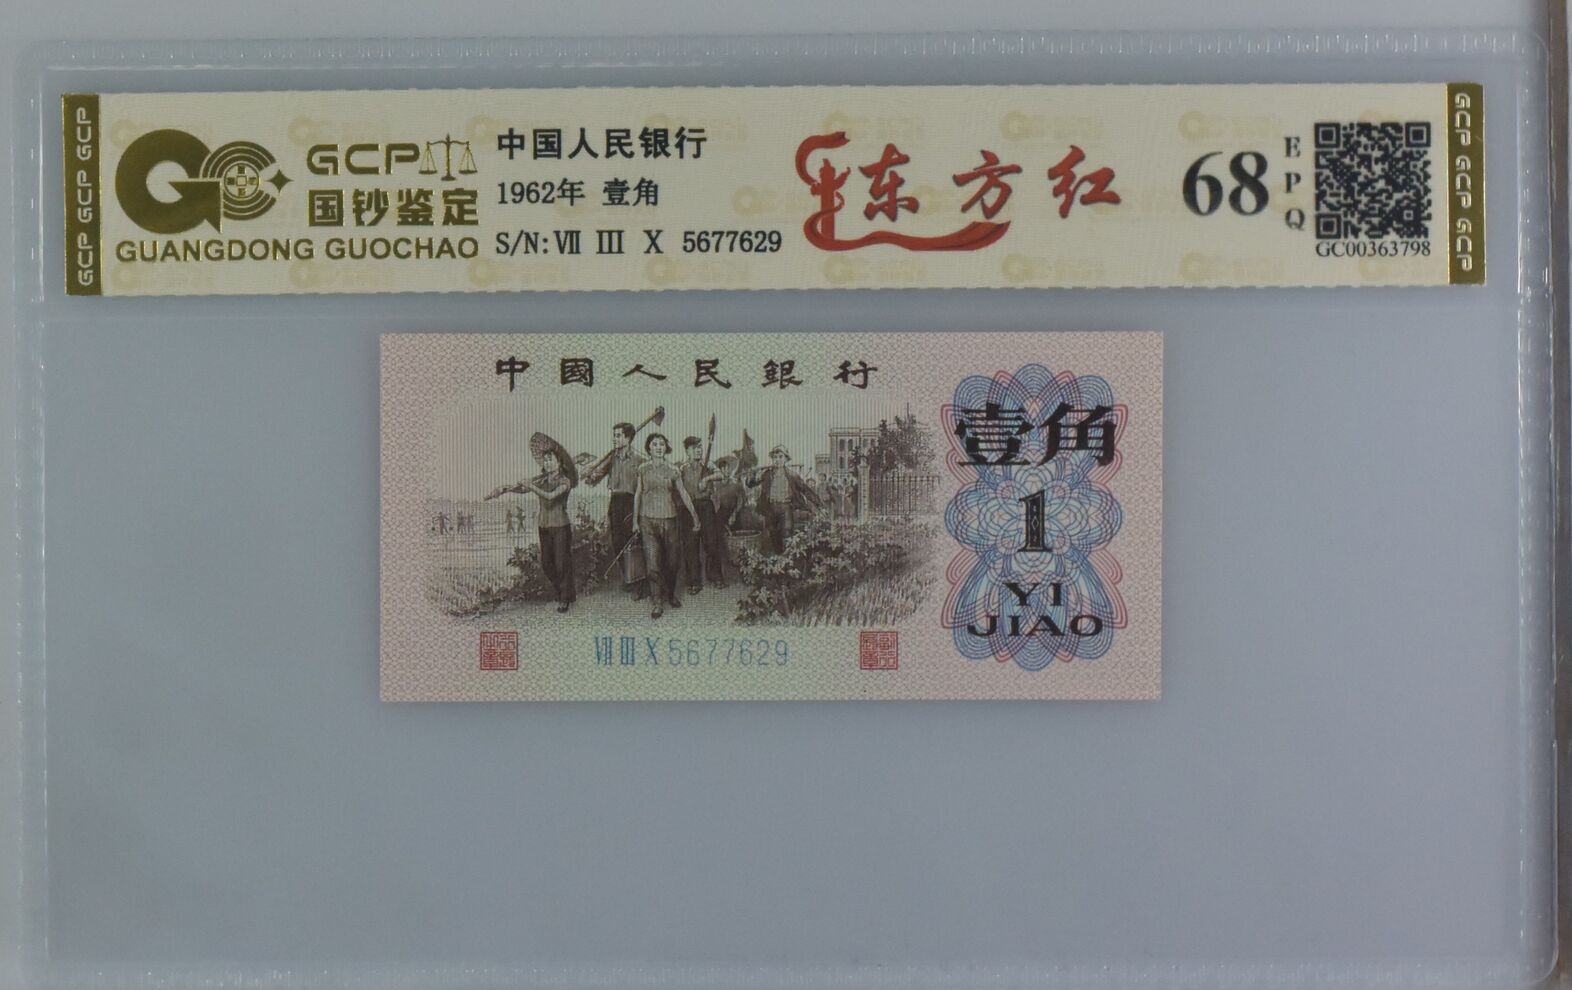 GCP GCP GCP
GCP
国钞鉴定
GUANGDONG GUOCHAO
中国人民银行
1962年 壹角
S/N: Ⅶ Ⅲ Ⅹ 5677629
东方红
68
EPQ
GC00363798
GCP GCP GCP
中國人民銀行
壹角
1
YI
JIAO
Ⅶ Ⅲ Ⅹ 5677629